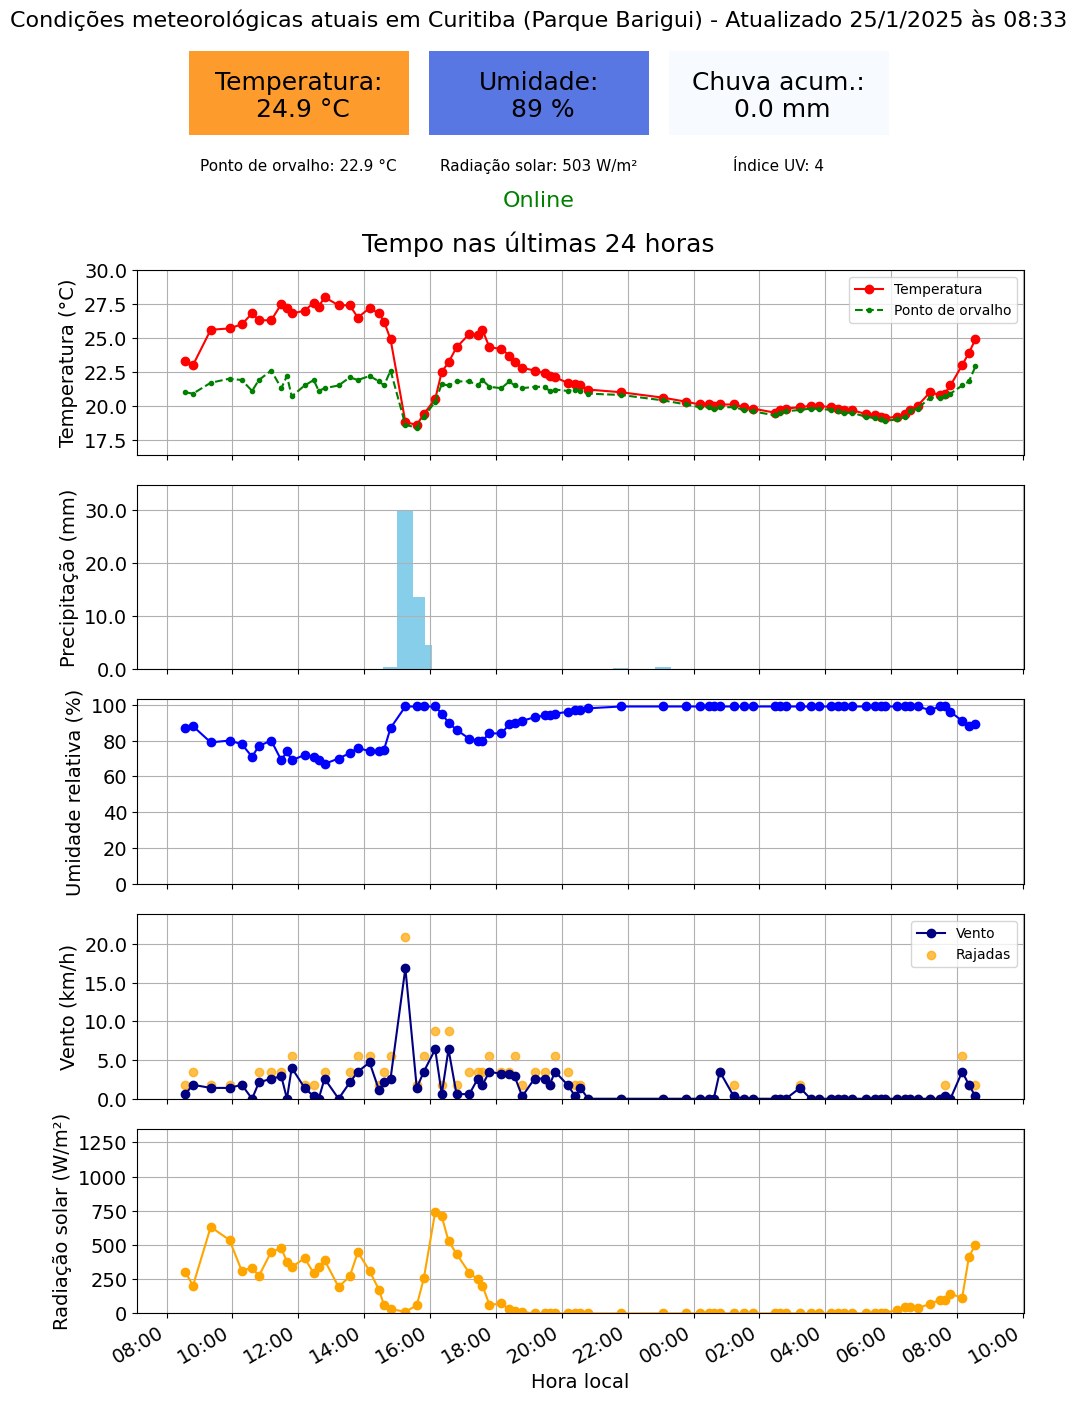 Condições meteorológicas atuais em Curitiba (Parque Barigui) - Atualizado 25/1/2025 às 08:33
Temperatura:
24.9 °C
Umidade:
89 %
Chuva acum.:
0.0 mm
Ponto de orvalho: 22.9 °C
Radiação solar: 503 W/m²
Índice UV: 4
Online
Tempo nas últimas 24 horas
Temperatura (°C)
30.0
27.5
25.0
22.5
20.0
17.5
Temperatura
Ponto de orvalho
Precipitação (mm)
30.0
20.0
10.0
0.0
Umidade relativa (%)
100
80
60
40
20
0
Vento (km/h)
20.0
15.0
10.0
5.0
0.0
Vento
Rajadas
Radiação solar (W/m²)
1250
1000
750
500
250
0
08:00
10:00
12:00
14:00
16:00
18:00
20:00
22:00
00:00
02:00
04:00
06:00
08:00
10:00
Hora local